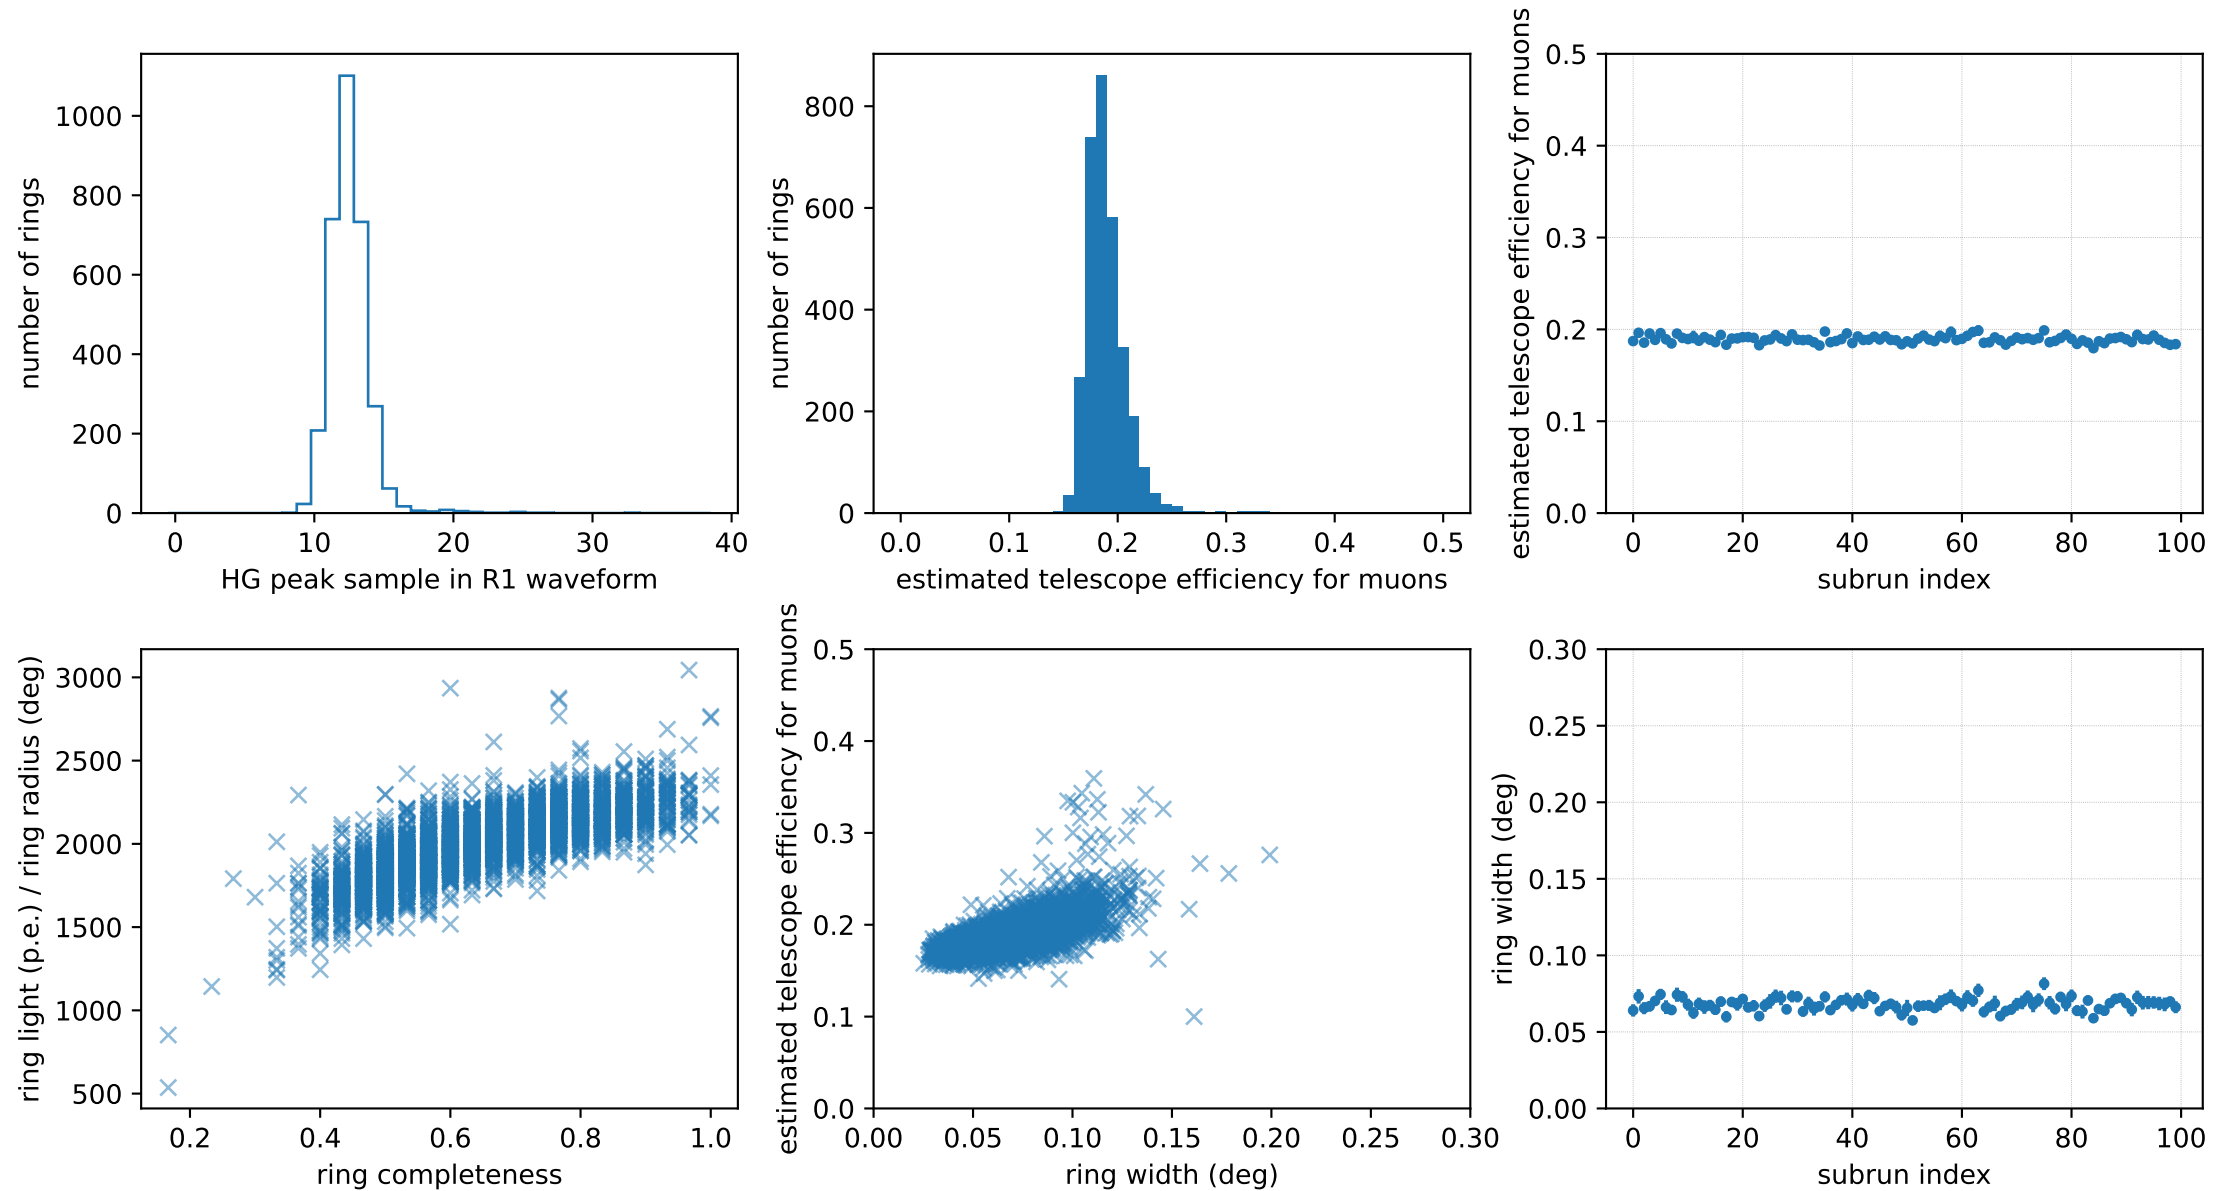 1000
800
600
400
200
0
number of rings
0 10 20 30 40
HG peak sample in R1 waveform
800
600
400
200
0
number of rings
0.0 0.1 0.2 0.3 0.4 0.5
estimated telescope efficiency for muons
0.5
0.4
0.3
0.2
0.1
0.0
estimated telescope efficiency for muons
0 20 40 60 80 100
subrun index
3000
2500
2000
1500
1000
500
ring light (p.e.) / ring radius (deg)
0.2 0.4 0.6 0.8 1.0
ring completeness
0.5
0.4
0.3
0.2
0.1
0.0
estimated telescope efficiency for muons
0.00 0.05 0.10 0.15 0.20 0.25 0.30
ring width (deg)
0.30
0.25
0.20
0.15
0.10
0.05
0.00
ring width (deg)
0 20 40 60 80 100
subrun index